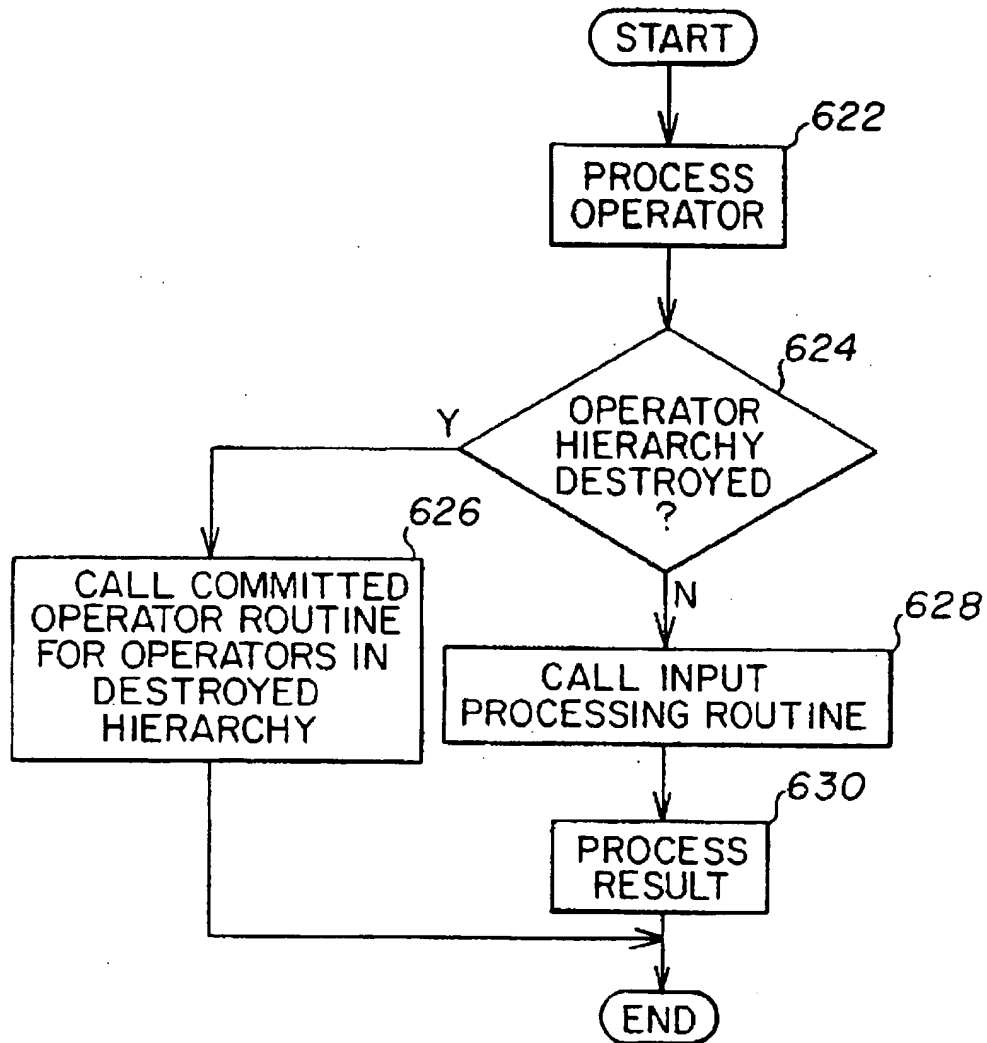 START
622
PROCESS
OPERATOR
624
OPERATOR
HIERARCHY
DESTROYED
?
Y
N
626
CALL COMMITTED
OPERATOR ROUTINE
FOR OPERATORS IN
DESTROYED
HIERARCHY
628
CALL INPUT
PROCESSING ROUTINE
630
PROCESS
RESULT
END